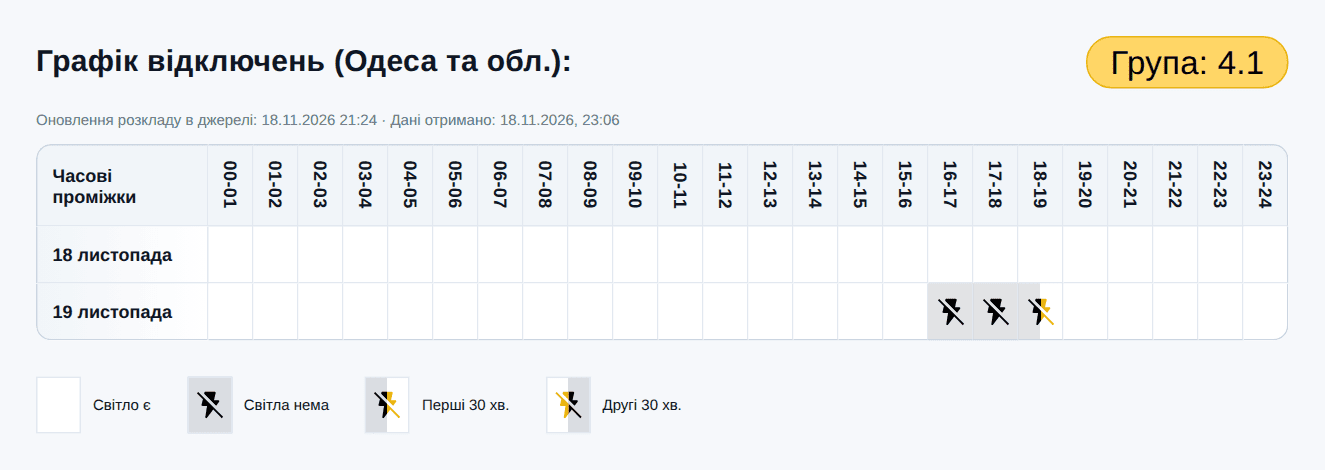 Графік відключень (Одеса та обл.):
Група: 4.1
Оновлення розкладу в джерелі: 18.11.2026 21:24 · Дані отримано: 18.11.2026, 23:06
Часові
проміжки
00-01
01-02
02-03
03-04
04-05
05-06
06-07
07-08
08-09
09-10
10-11
11-12
12-13
13-14
14-15
15-16
16-17
17-18
18-19
19-20
20-21
21-22
22-23
23-24
18 листопада
19 листопада
Світло є
Світла нема
Перші 30 хв.
Другі 30 хв.